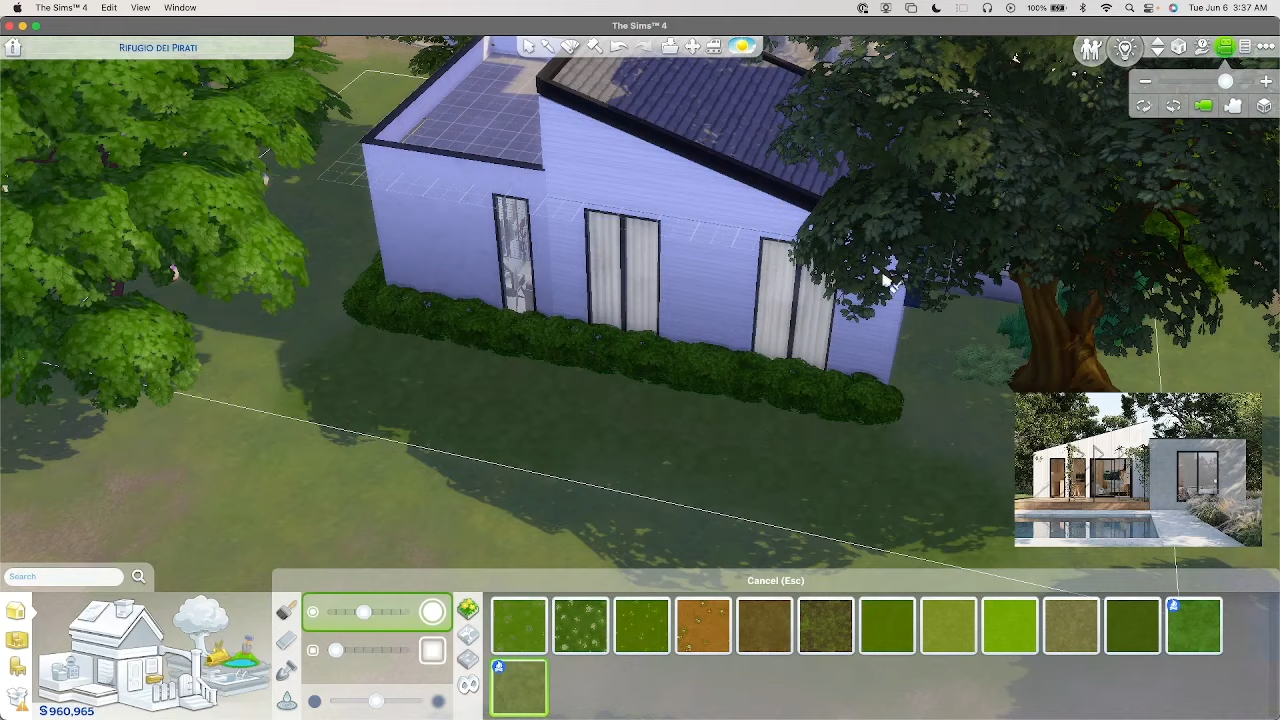 The Sims™ 4 Edit View Window 100% Tue Jun 6 3:37 AM
The Sims™ 4
Rifugio dei Pirati
Cancel (Esc)
Search
§960,965